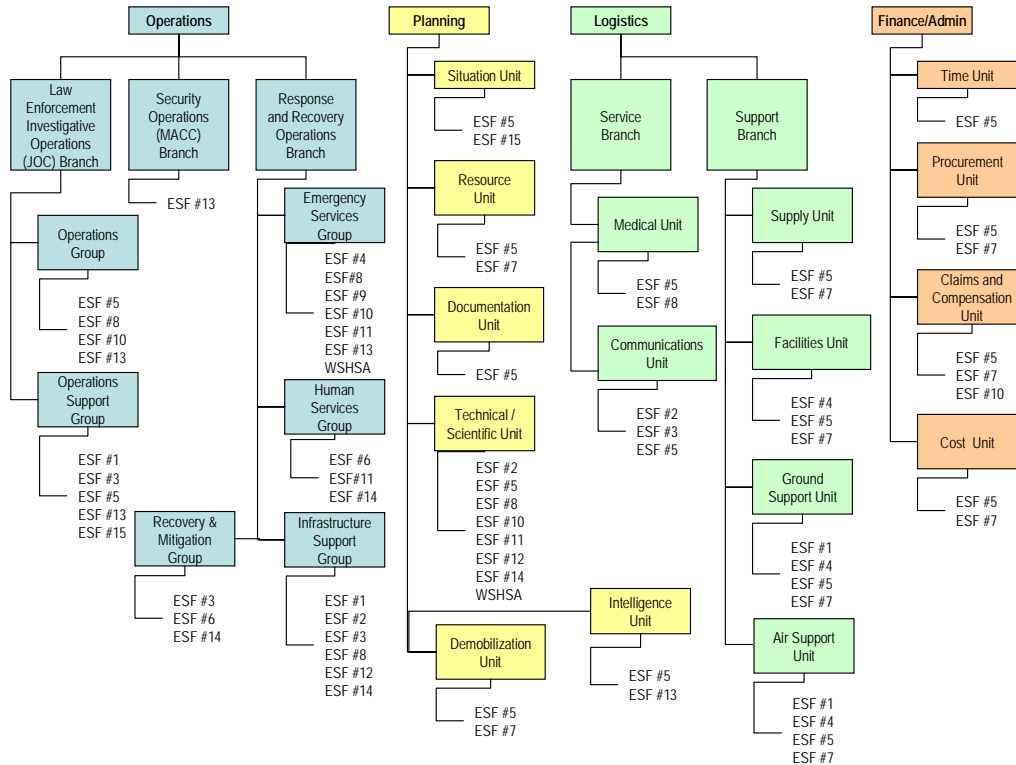 Operations
Law
Enforcement
Investigative
Operations
(JOC) Branch
Security
Operations
(MACC)
Branch
ESF #13
Response
and Recovery
Operations
Branch
Operations
Group
ESF #5
ESF #8
ESF #10
ESF #13
Operations
Support
Group
ESF #1
ESF #3
ESF #5
ESF #13
ESF #15
Emergency
Services
Group
ESF #4
ESF#8
ESF #9
ESF #10
ESF #11
ESF #13
WSHSA
Human
Services
Group
ESF #6
ESF#11
ESF #14
Recovery &
Mitigation
Group
ESF #3
ESF #6
ESF #14
Infrastructure
Support
Group
ESF #1
ESF #2
ESF #3
ESF #8
ESF #12
ESF #14
Planning
Situation Unit
ESF #5
ESF #15
Resource
Unit
ESF #5
ESF #7
Documentation
Unit
ESF #5
Technical /
Scientific Unit
ESF #2
ESF #5
ESF #8
ESF #10
ESF #11
ESF #12
ESF #14
WSHSA
Intelligence
Unit
ESF #5
ESF #13
Demobilization
Unit
ESF #5
ESF #7
Logistics
Service
Branch
Medical Unit
ESF #5
ESF #8
Communications
Unit
ESF #2
ESF #3
ESF #5
Support
Branch
Supply Unit
ESF #5
ESF #7
Facilities Unit
ESF #4
ESF #5
ESF #7
Ground
Support Unit
ESF #1
ESF #4
ESF #5
ESF #7
Air Support
Unit
ESF #1
ESF #4
ESF #5
ESF #7
Finance/Admin
Time Unit
ESF #5
Procurement
Unit
ESF #5
ESF #7
Claims and
Compensation
Unit
ESF #5
ESF #7
ESF #10
Cost Unit
ESF #5
ESF #7